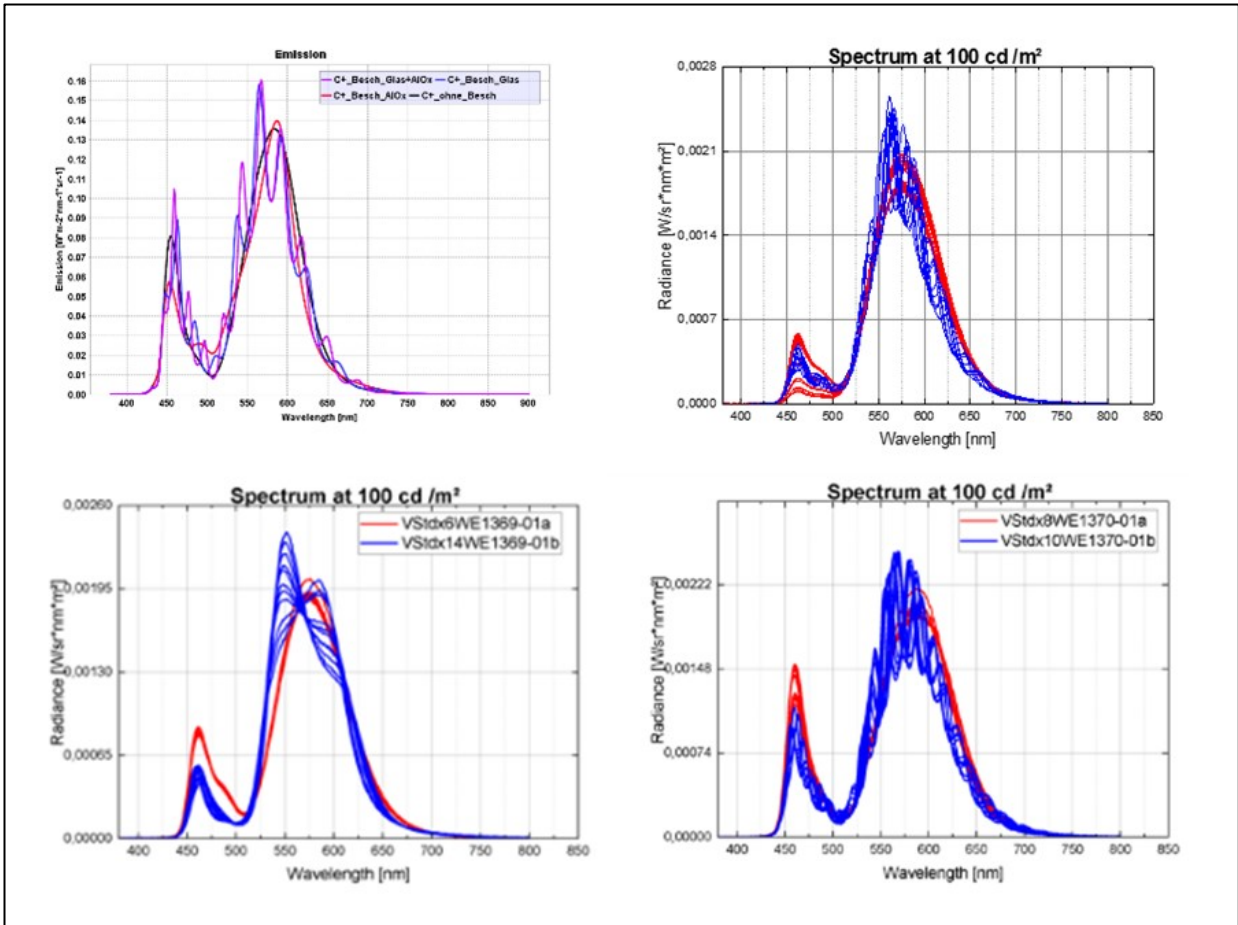 Emission
C+_Besch_Glas+AlOx C+_Besch_Glas
C+_Besch_AlOx C+_ohne_Besch
0.16
0.15
0.14
0.13
0.12
0.11
0.10
0.09
0.08
0.07
0.06
0.05
0.04
0.03
0.02
0.01
0.00
Emission [W*m-2*nm-1*sr-1]
400 450 500 550 600 650 700 750 800 850 900
Wavelength [nm]
Spectrum at 100 cd /m²
0,0028
0,0021
0,0014
0,0007
0,0000
Radiance [W/sr*nm*m²]
400 450 500 550 600 650 700 750 800 850
Wavelength [nm]
Spectrum at 100 cd /m²
VStdx6WE1369-01a
VStdx14WE1369-01b
0,00260
0,00195
0,00130
0,00065
0,00000
Radiance [W/sr*nm*m²]
400 450 500 550 600 650 700 750 800 850
Wavelength [nm]
Spectrum at 100 cd /m²
VStdx8WE1370-01a
VStdx10WE1370-01b
0,00222
0,00148
0,00074
0,00000
Radiance [W/sr*nm*m²]
400 450 500 550 600 650 700 750 800 850
Wavelength [nm]